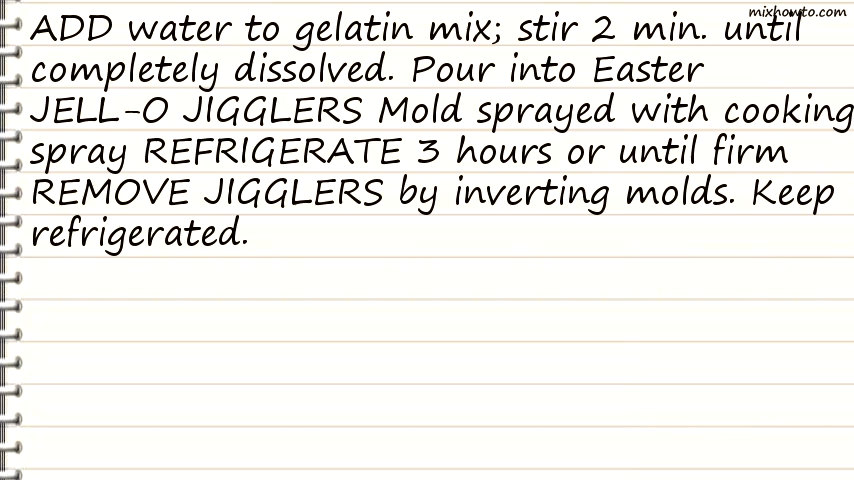 mixhowto.com
ADD water to gelatin mix; stir 2 min. until
completely dissolved. Pour into Easter
JELL-O JIGGLERS Mold sprayed with cooking
spray REFRIGERATE 3 hours or until firm
REMOVE JIGGLERS by inverting molds. Keep
refrigerated.